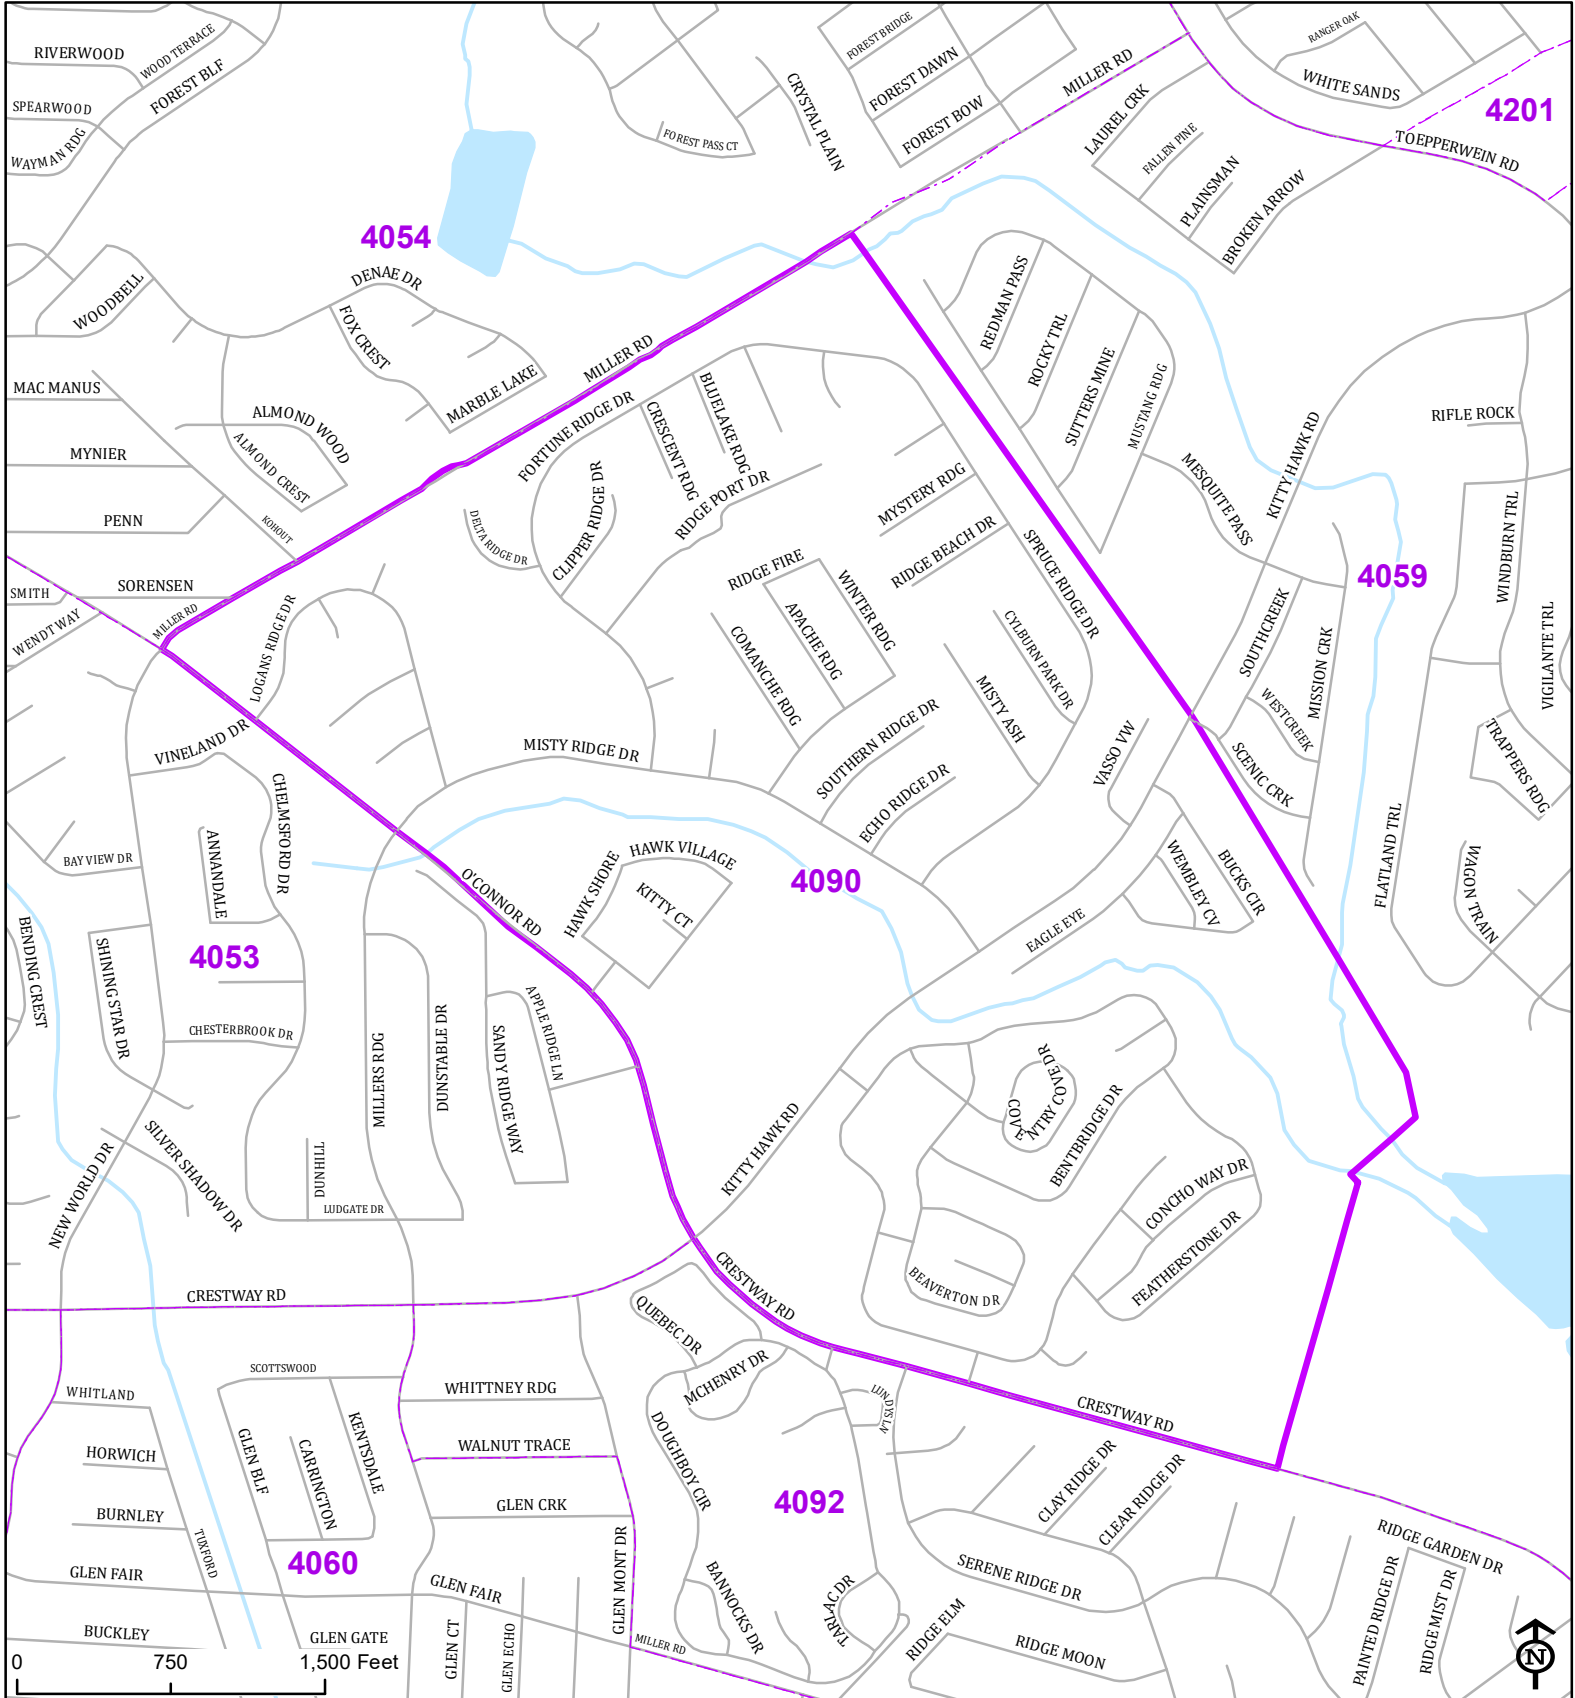 RIVERWOOD
WOOD TERRACE
FOREST BLF
SPEARWOOD
WAYMAN RDG
FOREST BRIDGE
FOREST DAWN
FOREST BOW
CRYSTAL PLAIN
FOREST PASS CT
MILLER RD
LAUREL CRK
FALLEN PINE
PLAINSMAN
BROKEN ARROW
RANGER OAK
WHITE SANDS
4201
TOEPPERWEIN RD
4054
DENAE DR
WOODBELL
FOX CREST
MARBLE LAKE
MAC MANUS
ALMOND WOOD
ALMOND CREST
MYNIER
PENN
KOHOUT
SORENSEN
SMITH
WENDT WAY
MILLER RD
MILLER RD
FORTUNE RIDGE DR
BLUELAKE RDG
CRESCENT RDG
RIDGE PORT DR
CLIPPER RIDGE DR
DELTA RIDGE DR
MYSTERY RDG
RIDGE BEACH DR
SPRUCE RIDGE DR
RIDGE FIRE
WINTER RDG
APACHE RDG
COMANCHE RDG
CYLBURN PARK DR
MISTY ASH
SOUTHERN RIDGE DR
ECHO RIDGE DR
MISTY RIDGE DR
LOGANS RIDGE DR
REDMAN PASS
ROCKY TRL
SUTTERS MINE
MUSTANG RDG
MESQUITE PASS
KITTY HAWK RD
RIFLE ROCK
WINDBURN TRL
4059
SOUTHCREEK
MISSION CRK
WESTCREEK
SCENIC CRK
VIGILANTE TRL
TRAPPERS RDG
FLATLAND TRL
WAGON TRAIN
VASSO VW
WEMBLEY CV
BUCKS CIR
EAGLE EYE
4090
VINELAND DR
CHELMSFORD DR
ANNANDALE
BAY VIEW DR
4053
BENDING CREST
SHINING STAR DR
CHESTERBROOK DR
O'CONNOR RD
HAWK SHORE
HAWK VILLAGE
KITTY CT
APPLE RIDGE LN
SANDY RIDGE WAY
DUNSTABLE DR
MILLERS RDG
DUNHILL
LUDGATE DR
SILVER SHADOW DR
NEW WORLD DR
KITTY HAWK RD
COVE
NTRY COVE DR
BENTBRIDGE DR
CONCHO WAY DR
FEATHERSTONE DR
BEAVERTON DR
CRESTWAY RD
CRESTWAY RD
CRESTWAY RD
QUEBEC DR
MCHENRY DR
LUNDYS LN
DOUGHBOY CIR
SCOTTSWOOD
WHITTNEY RDG
WHITLAND
HORWICH
BURNLEY
GLEN BLF
CARRINGTON
KENTSDALE
WALNUT TRACE
GLEN CRK
4092
4060
TUXFORD
GLEN FAIR
GLEN FAIR
BUCKLEY
GLEN GATE
GLEN CT
GLEN ECHO
GLEN MONT DR
MILLER RD
BANNOCKS DR
TARLAC DR
CLAY RIDGE DR
CLEAR RIDGE DR
SERENE RIDGE DR
RIDGE ELM
RIDGE MOON
RIDGE GARDEN DR
PAINTED RIDGE DR
RIDGE MIST DR
0 750 1,500 Feet
N